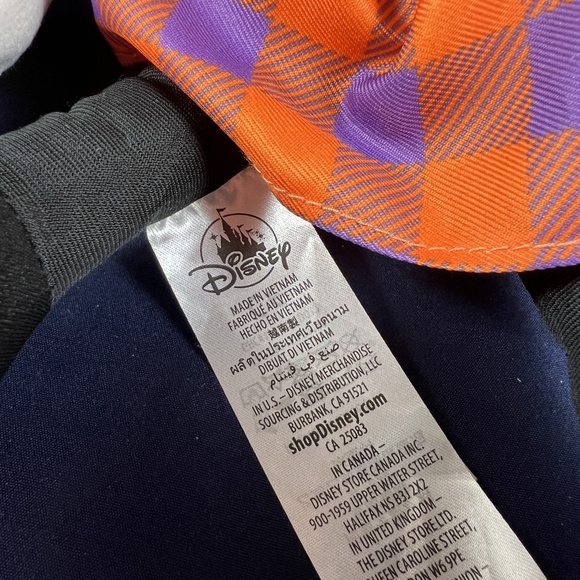 Disney
MADE IN VIETNAM
FABRIQUÉ AU VIETNAM
HECHO EN VIETNAM
越南製
ผลิตในประเทศเวียดนาม
DIBUAT DI VIETNAM
صنع في فيتنام
IN U.S. – DISNEY MERCHANDISE
SOURCING & DISTRIBUTION, LLC
BURBANK, CA 91521
shopDisney.com
CA 25083
IN CANADA –
DISNEY STORE CANADA INC.
900-1959 UPPER WATER STREET,
HALIFAX NS B3J 2X2
IN UNITED KINGDOM –
THE DISNEY STORE LTD.
QUEEN CAROLINE STREET,
W6 9PE